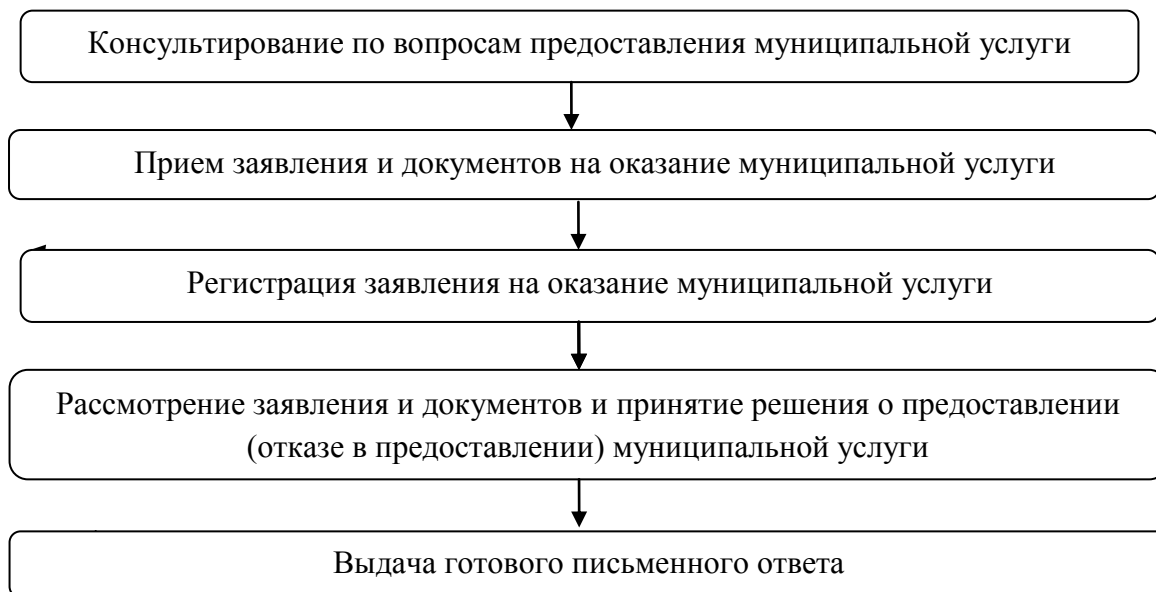 Консультирование по вопросам предоставления муниципальной услуги
Прием заявления и документов на оказание муниципальной услуги
Регистрация заявления на оказание муниципальной услуги
Рассмотрение заявления и документов и принятие решения о предоставлении
(отказе в предоставлении) муниципальной услуги
Выдача готового письменного ответа